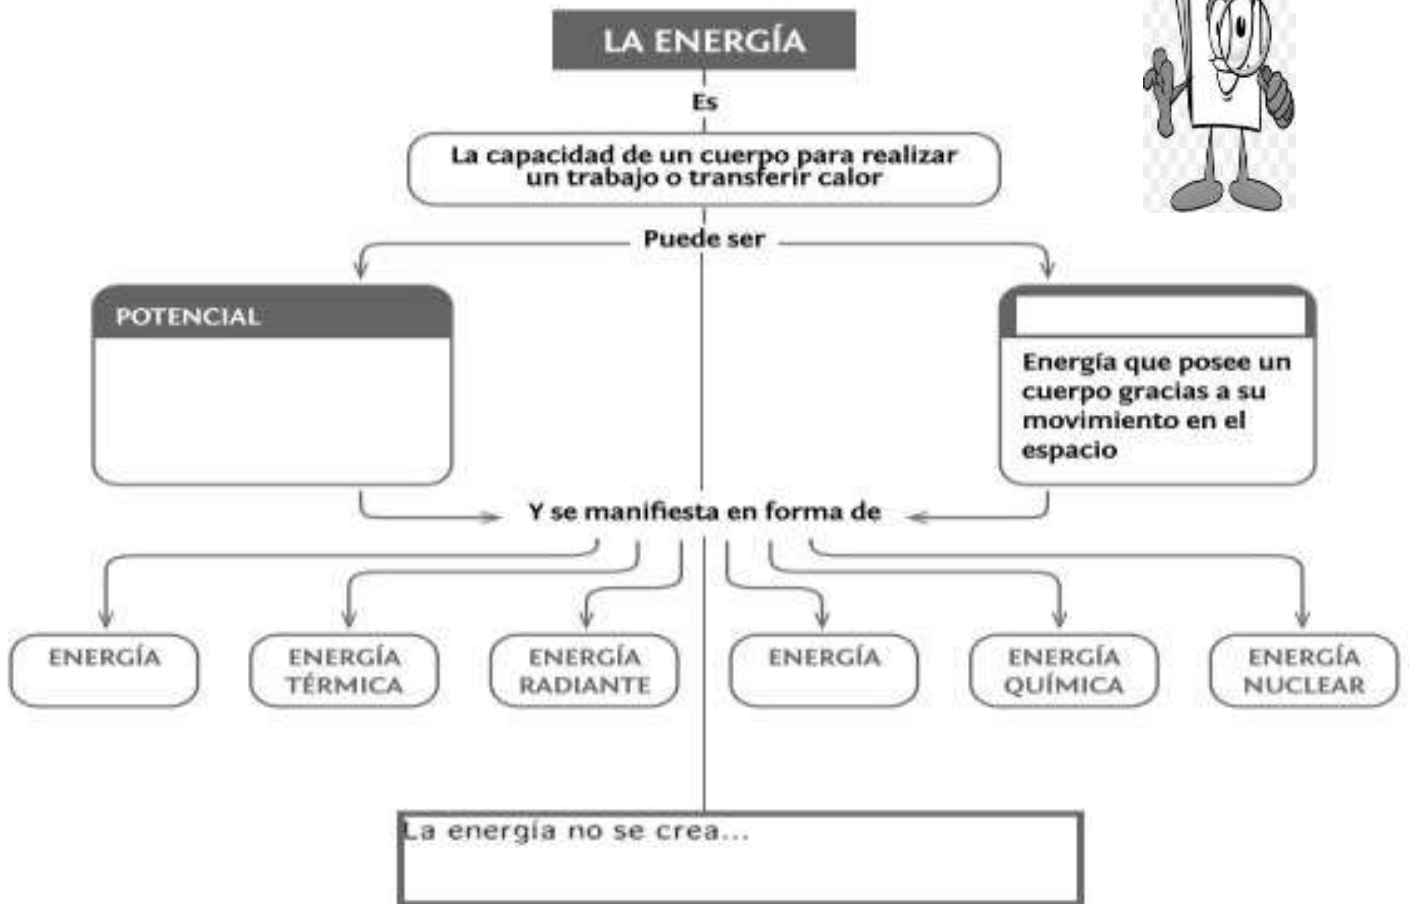 LA ENERGÍA
Es
La capacidad de un cuerpo para realizar
un trabajo o transferir calor
Puede ser
POTENCIAL
Energía que posee un
cuerpo gracias a su
movimiento en el
espacio
Y se manifiesta en forma de
ENERGÍA
ENERGÍA
TÉRMICA
ENERGÍA
RADIANTE
ENERGÍA
ENERGÍA
QUÍMICA
ENERGÍA
NUCLEAR
La energía no se crea...